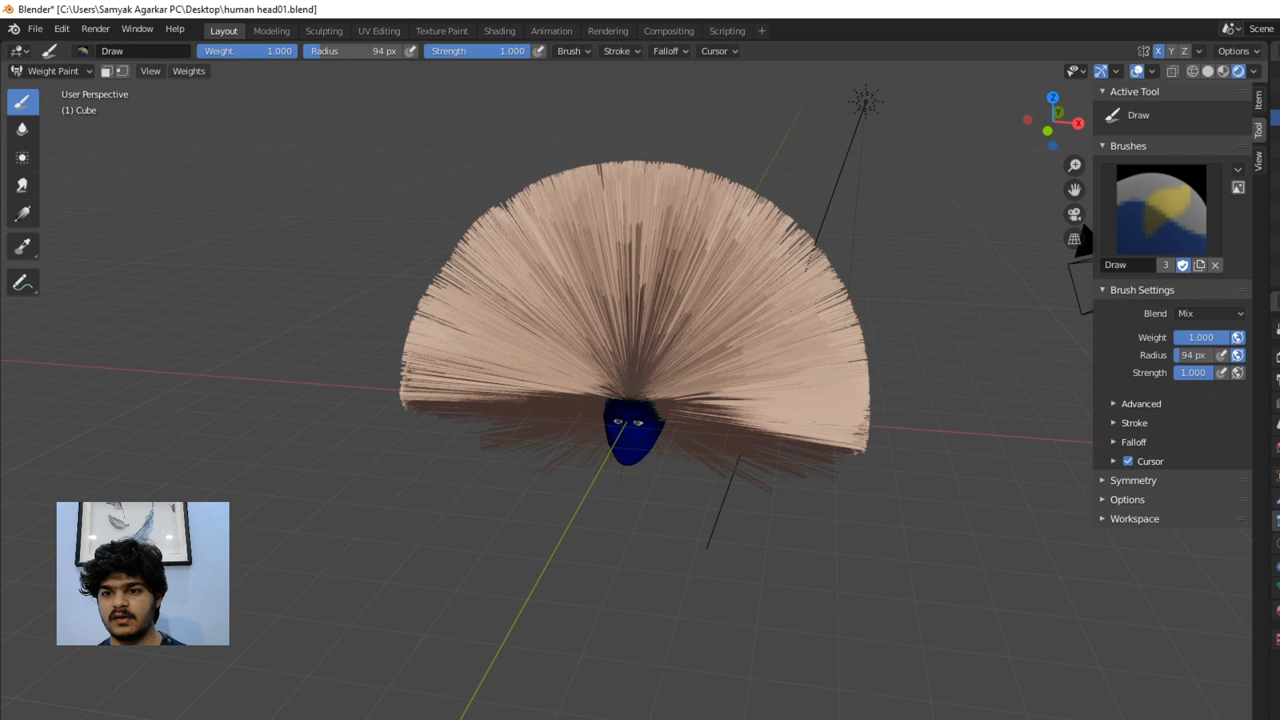 Blender* [C:\Users\Samyak Agarkar PC\Desktop\human head01.blend]
File Edit Render Window Help Layout Modeling Sculpting UV Editing Texture Paint Shading Animation Rendering Compositing Scripting + Scene
Draw Weight 1.000 Radius 94 px Strength 1.000 Brush Stroke Falloff Cursor X Y Z Options
Weight Paint View Weights
User Perspective
(1) Cube
Z
Y
X
Active Tool
Draw
Brushes
Draw 3
Brush Settings
Blend Mix
Weight 1.000
Radius 94 px
Strength 1.000
Advanced
Stroke
Falloff
Cursor
Symmetry
Options
Workspace
Item
Tool
View